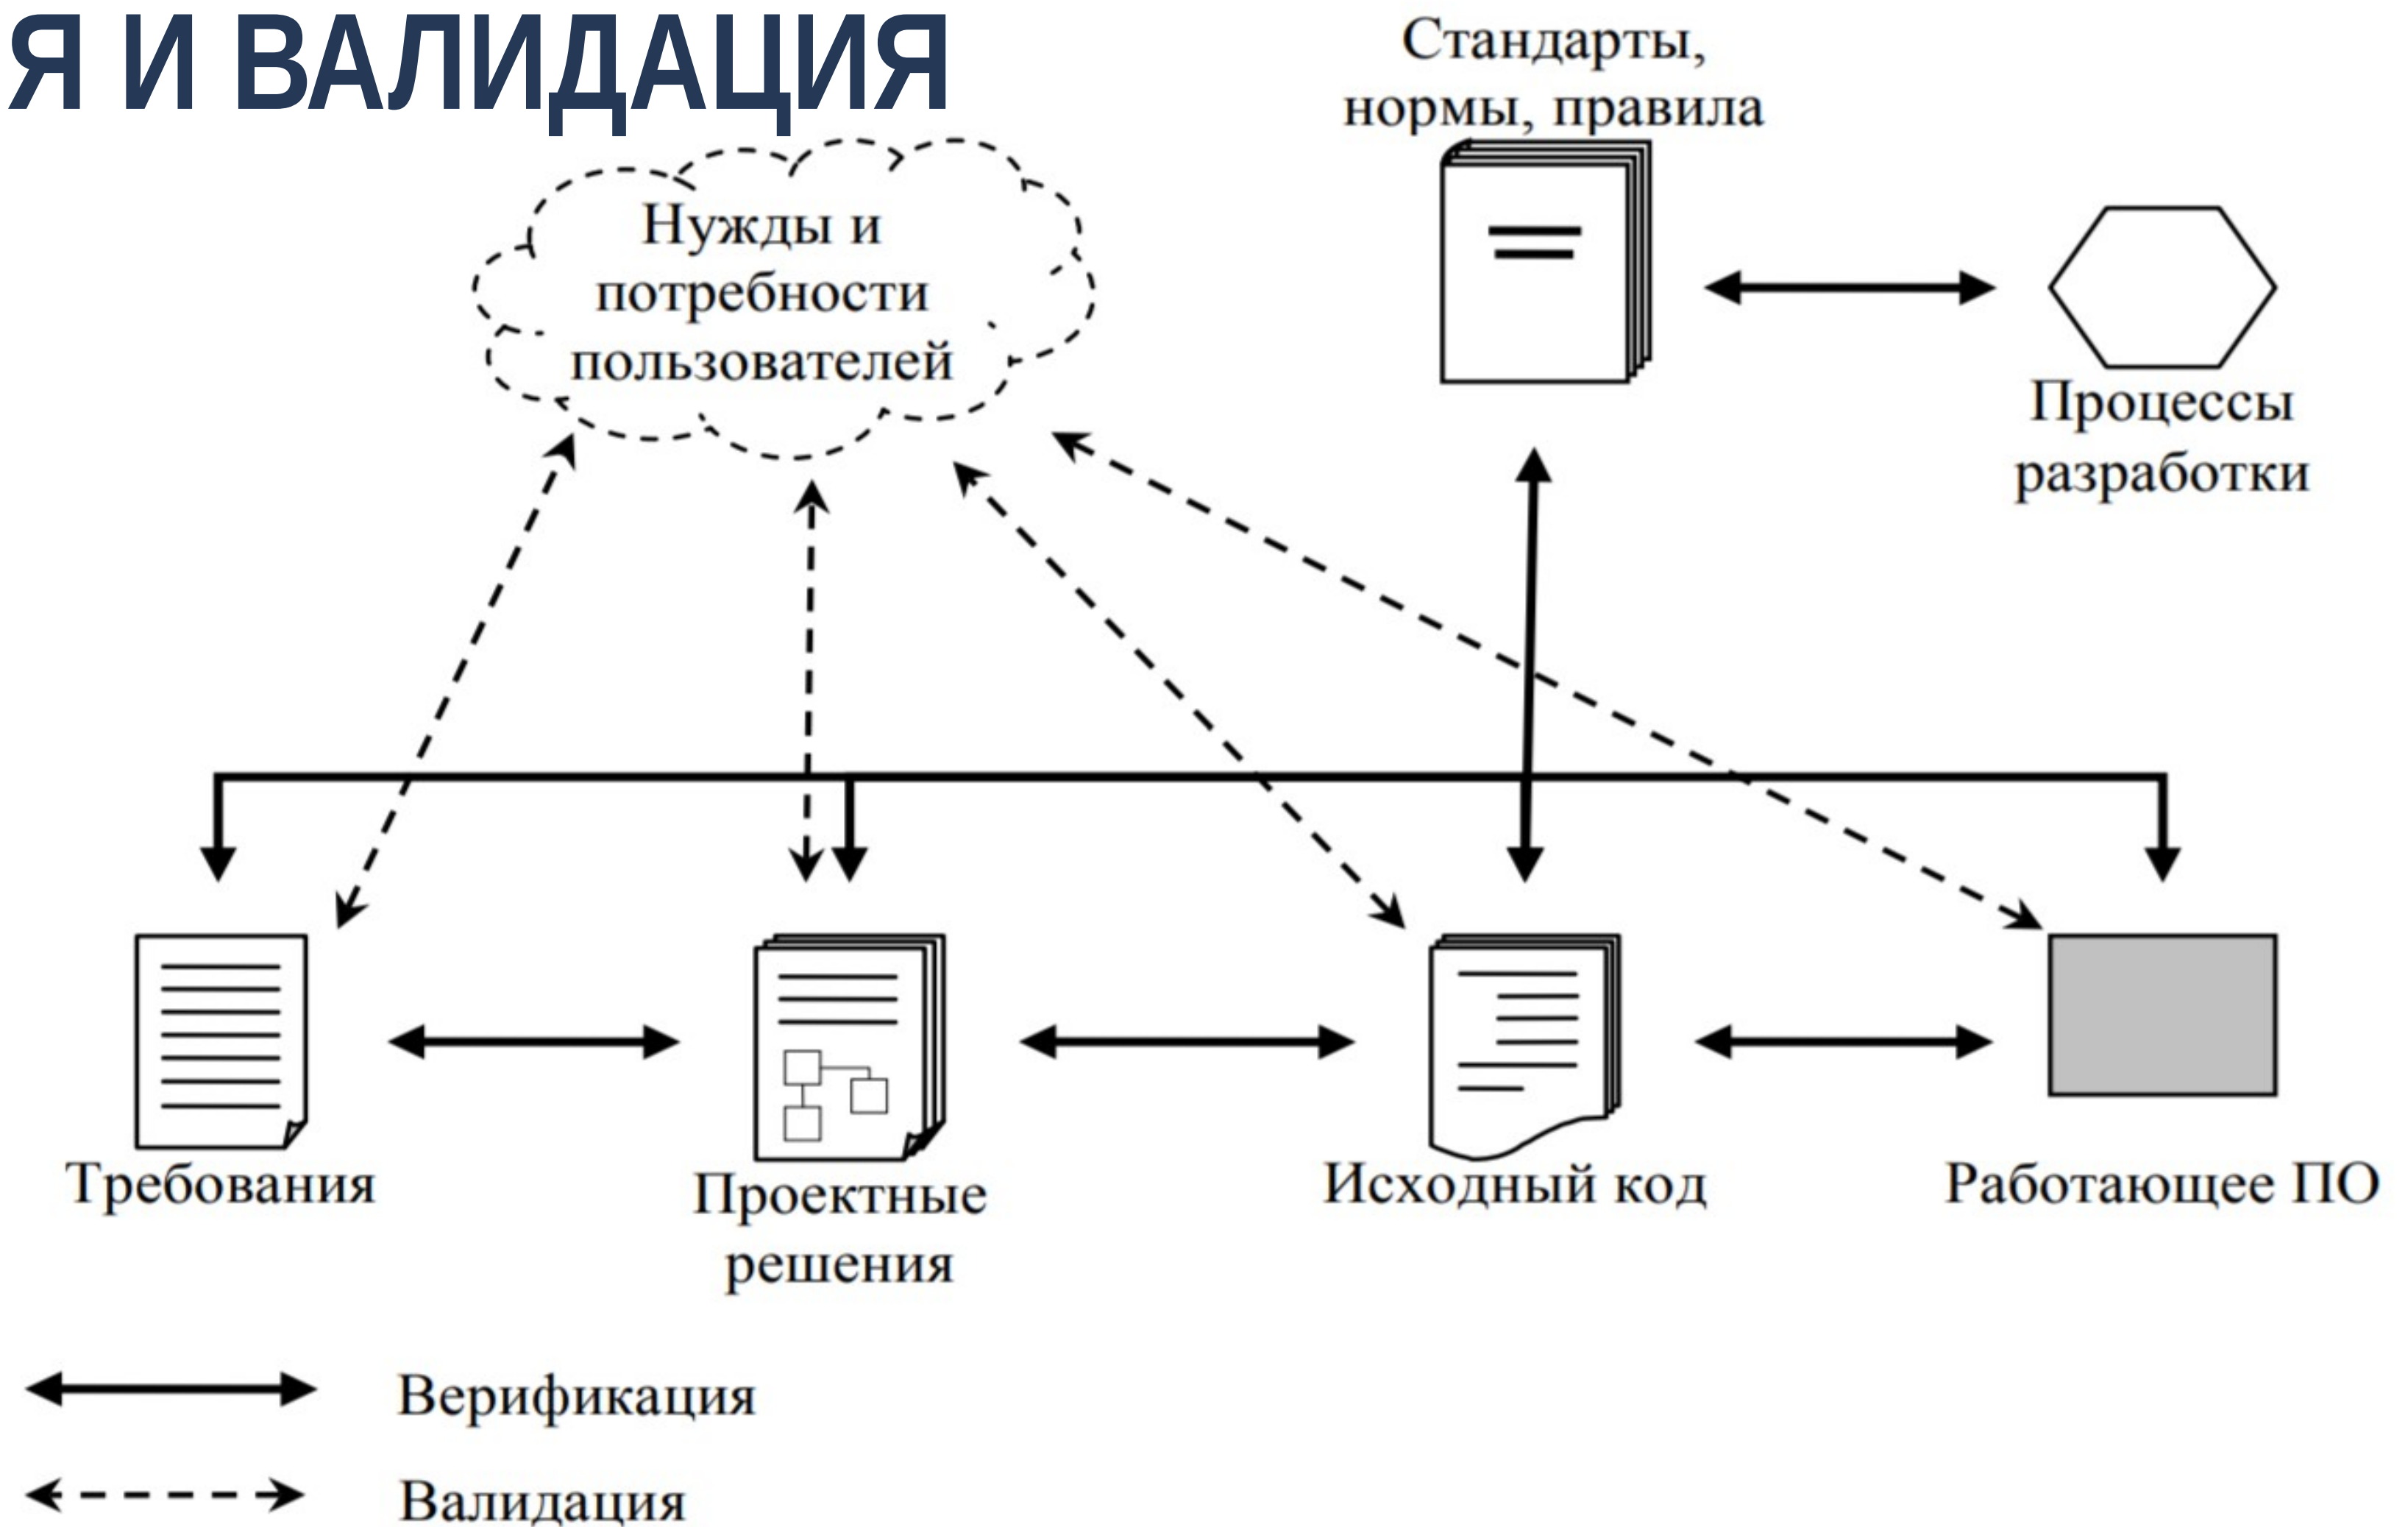 Я И ВАЛИДАЦИЯ
Стандарты,
нормы, правила
Нужды и
потребности
пользователей
Процессы
разработки
Требования
Проектные
решения
Исходный код
Работающее ПО
Верификация
Валидация